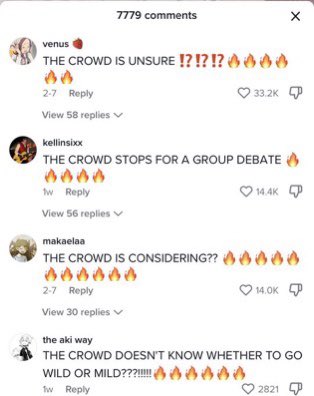 7779 comments
venus 🍓
THE CROWD IS UNSURE ⁉️⁉️⁉️🔥🔥🔥🔥
🔥🔥
2-7 Reply
33.2K
View 58 replies
kellinsixx
THE CROWD STOPS FOR A GROUP DEBATE 🔥
🔥🔥🔥🔥
1w Reply
14.4K
View 56 replies
makaelaa
THE CROWD IS CONSIDERING?? 🔥🔥🔥🔥🔥
🔥🔥🔥🔥🔥🔥
2-7 Reply
14.0K
View 30 replies
the aki way
THE CROWD DOESN'T KNOW WHETHER TO GO
WILD OR MILD???!!!!!🔥🔥🔥🔥🔥🔥
1w Reply
2821